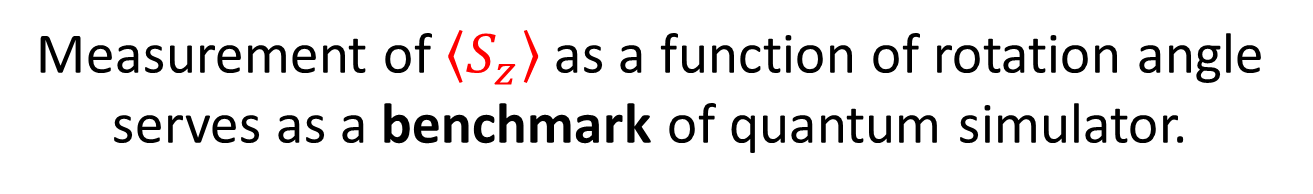 Measurement of ⟨S_z⟩ as a function of rotation angle
serves as a benchmark of quantum simulator.